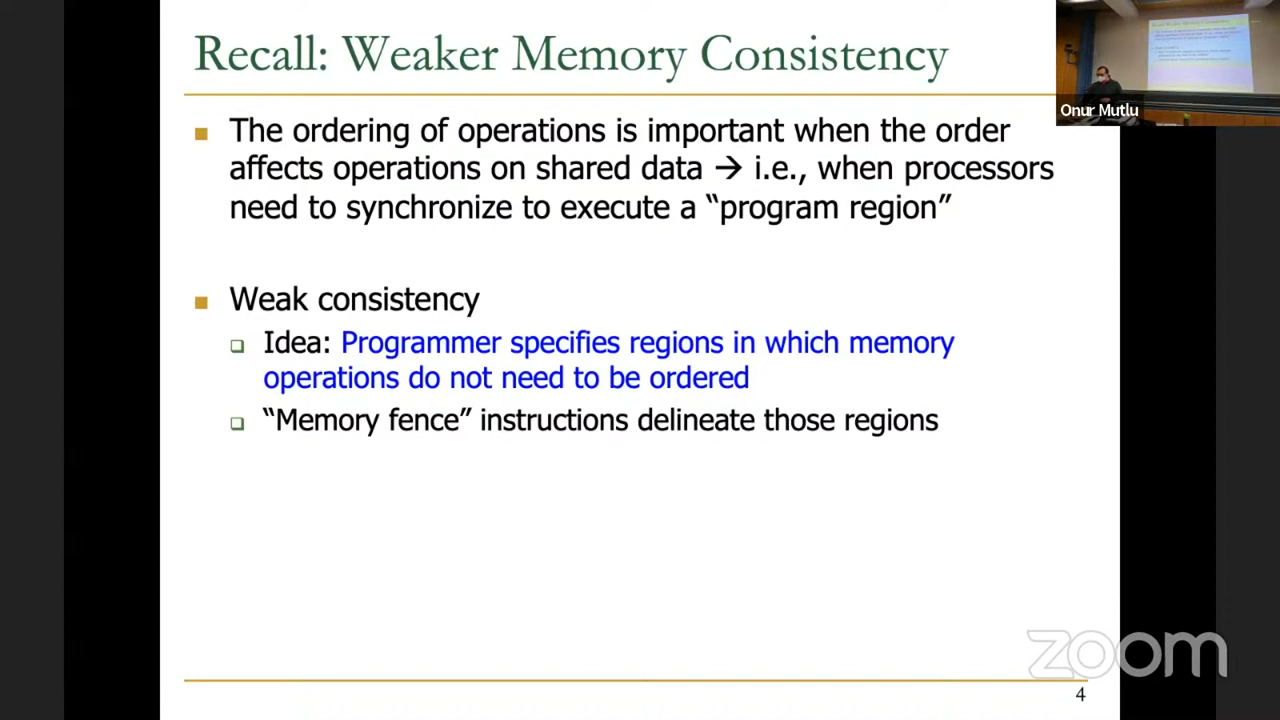 Recall: Weaker Memory Consistency
Onur Mutlu
The ordering of operations is important when the order
affects operations on shared data → i.e., when processors
need to synchronize to execute a “program region”
Weak consistency
Idea: Programmer specifies regions in which memory
operations do not need to be ordered
“Memory fence” instructions delineate those regions
zoom
4